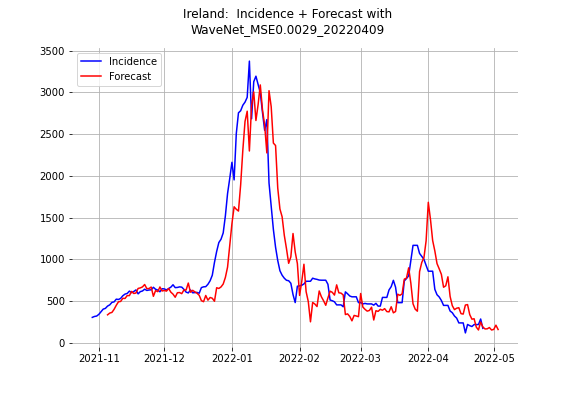 Ireland:  Incidence + Forecast with
WaveNet_MSE0.0029_20220409
Incidence
Forecast
3500
3000
2500
2000
1500
1000
500
0
2021-11 2021-12 2022-01 2022-02 2022-03 2022-04 2022-05